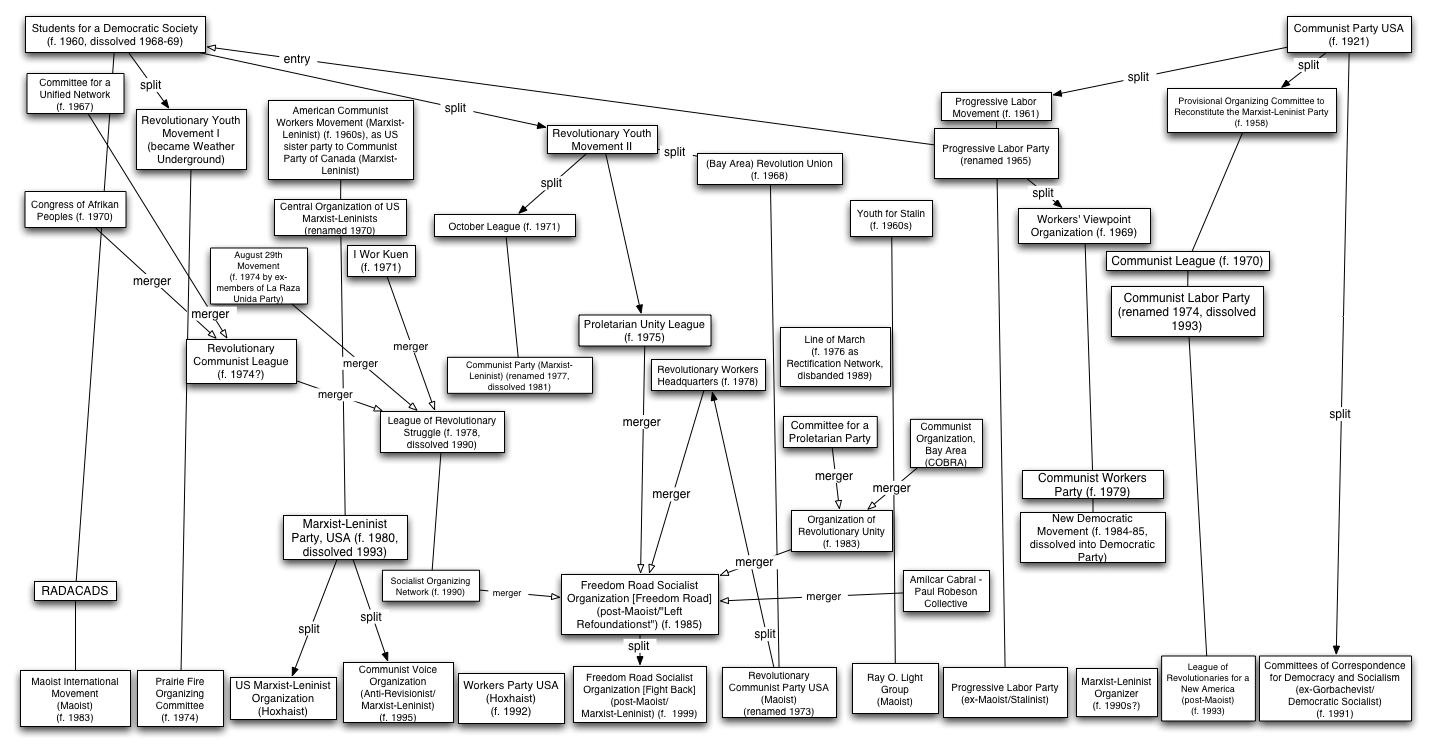 Students for a Democratic Society
(f. 1960, dissolved 1968-69)
Communist Party USA
(f. 1921)
entry
split
split
split
Committee for a
Unified Network
(f. 1967)
Revolutionary Youth
Movement I
(became Weather
Underground)
American Communist
Workers Movement (Marxist-
Leninist) (f. 1960s), as US
sister party to Communist
Party of Canada (Marxist-
Leninist)
split
Revolutionary Youth
Movement II
split
(Bay Area) Revolution Union
(f. 1968)
Progressive Labor
Movement (f. 1961)
Progressive Labor Party
(renamed 1965)
Provisional Organizing Committee to
Reconstitute the Marxist-Leninist Party
(f. 1958)
split
split
Congress of Afrikan
Peoples (f. 1970)
Central Organization of US
Marxist-Leninists
(renamed 1970)
October League (f. 1971)
Youth for Stalin
(f. 1960s)
Workers' Viewpoint
Organization (f. 1969)
August 29th
Movement
(f. 1974 by ex-
members of La Raza
Unida Party)
I Wor Kuen
(f. 1971)
Communist League (f. 1970)
merger
merger
Communist Labor Party
(renamed 1974, dissolved
1993)
Proletarian Unity League
(f. 1975)
Line of March
(f. 1976 as
Rectification Network,
disbanded 1989)
Revolutionary
Communist League
(f. 1974?)
merger
merger
merger
Communist Party (Marxist-
Leninist) (renamed 1977,
dissolved 1981)
Revolutionary Workers
Headquarters (f. 1978)
League of Revolutionary
Struggle (f. 1978,
dissolved 1990)
merger
Committee for a
Proletarian Party
Communist
Organization,
Bay Area
(COBRA)
split
merger
merger
merger
Communist Workers
Party (f. 1979)
Marxist-Leninist
Party, USA (f. 1980,
dissolved 1993)
Organization of
Revolutionary Unity
(f. 1983)
New Democratic
Movement (f. 1984-85,
dissolved into Democratic
Party)
merger
RADACADS
Socialist Organizing
Network (f. 1990)
merger
Freedom Road Socialist
Organization [Freedom Road]
(post-Maoist/"Left
Refoundationst") (f. 1985)
merger
Amilcar Cabral -
Paul Robeson
Collective
split
split
split
split
Maoist International
Movement
(Maoist)
(f. 1983)
Prairie Fire
Organizing
Committee
(f. 1974)
US Marxist-Leninist
Organization
(Hoxhaist)
Communist Voice
Organization
(Anti-Revisionist/
Marxist-Leninist)
(f. 1995)
Workers Party USA
(Hoxhaist)
(f. 1992)
Freedom Road Socialist
Organization [Fight Back]
(post-Maoist/
Marxist-Leninist) (f. 1999)
Revolutionary
Communist Party USA
(Maoist)
(renamed 1973)
Ray O. Light
Group
(Maoist)
Progressive Labor Party
(ex-Maoist/Stalinist)
Marxist-Leninist
Organizer
(f. 1990s?)
League of
Revolutionaries for a
New America
(post-Maoist)
(f. 1993)
Committees of Correspondence
for Democracy and Socialism
(ex-Gorbachevist/
Democratic Socialist)
(f. 1991)